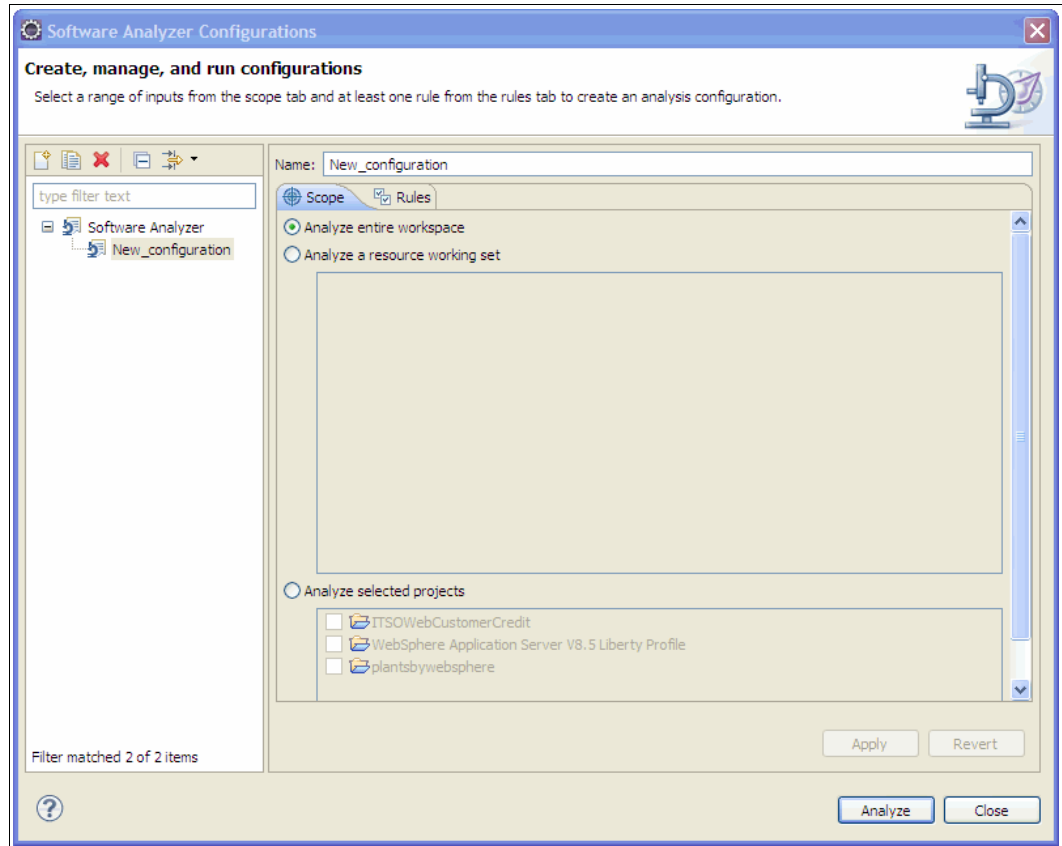 Software Analyzer Configurations
Create, manage, and run configurations
Select a range of inputs from the scope tab and at least one rule from the rules tab to create an analysis configuration.
type filter text
Software Analyzer
New_configuration
Filter matched 2 of 2 items
Name: New_configuration
Scope Rules
Analyze entire workspace
Analyze a resource working set
Analyze selected projects
ITSOWebCustomerCredit
WebSphere Application Server V8.5 Liberty Profile
plantsbywebsphere
Apply Revert
? Analyze Close